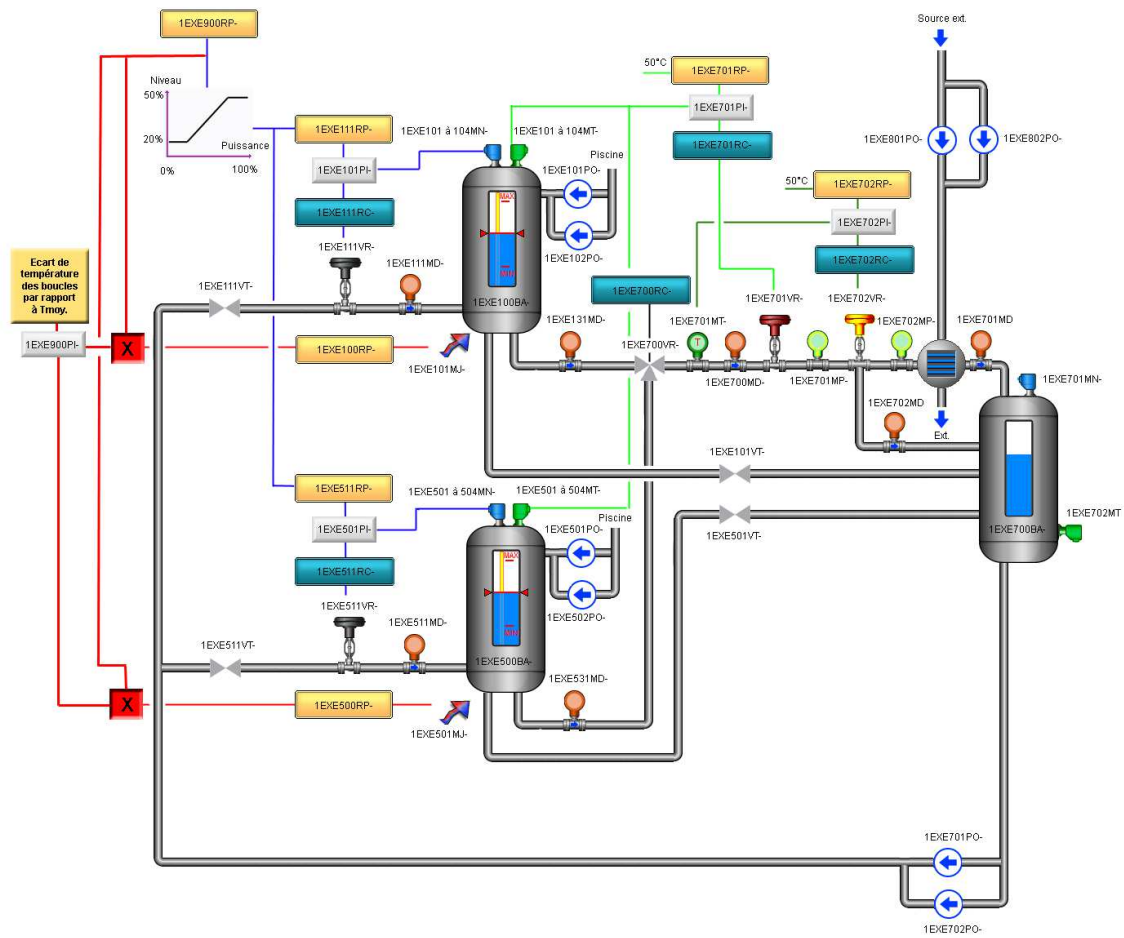 1EXE900RP-
Source ext.
50°C
1EXE701RP-
Niveau
50%
20%
Puissance
0%
100%
1EXE701PI-
1EXE111RP-
1EXE101 à 104MN-
1EXE101 à 104MT-
1EXE801PO-
1EXE802PO-
1EXE701RC-
Piscine
1EXE101PI-
1EXE101PO-
50°C
1EXE702RP-
MAX
1EXE111RC-
1EXE702PI-
1EXE111VR-
1EXE102PO-
1EXE702RC-
Ecart de
température
des boucles
par rapport
à Tmoy.
1EXE111MD-
MIN
1EXE111VT-
1EXE700RC-
1EXE701VR-
1EXE702VR-
1EXE100BA-
1EXE131MD-
1EXE701MT-
1EXE702MP-
1EXE701MD
1EXE900PI-
X
1EXE100RP-
1EXE700VR-
T
1EXE101MJ-
1EXE700MD-
1EXE701MP-
1EXE701MN-
1EXE702MD
Ext.
1EXE101VT-
1EXE511RP-
1EXE501 à 504MN-
1EXE501 à 504MT-
1EXE501PI-
Piscine
1EXE501PO-
1EXE501VT-
1EXE700BA-
1EXE702MT
MAX
1EXE511RC-
1EXE511VR-
1EXE502PO-
1EXE511MD-
MIN
1EXE511VT-
1EXE500BA-
1EXE531MD-
X
1EXE500RP-
1EXE501MJ-
1EXE701PO-
1EXE702PO-